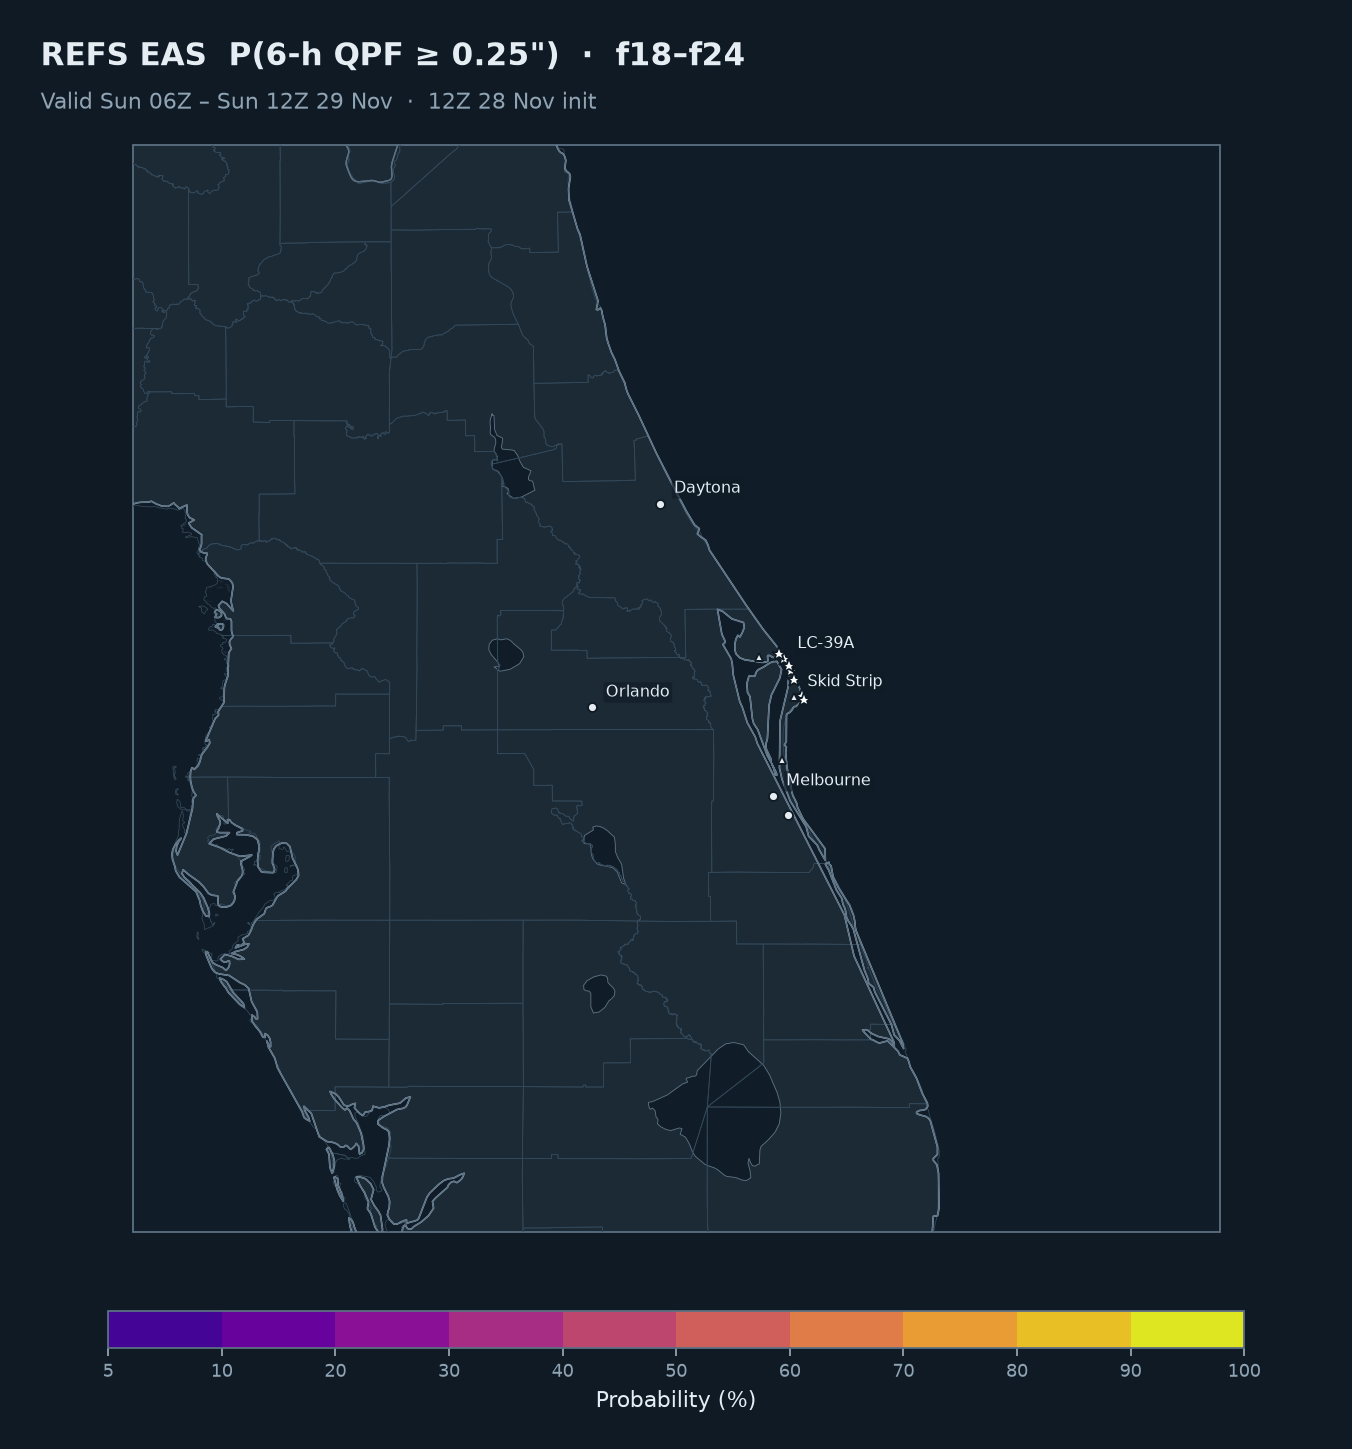 REFS EAS  P(6-h QPF ≥ 0.25")  ·  f18–f24
Valid Sun 06Z – Sun 12Z 29 Nov  ·  12Z 28 Nov init
Daytona
LC-39A
Skid Strip
Orlando
Melbourne
5 10 20 30 40 50 60 70 80 90 100
Probability (%)